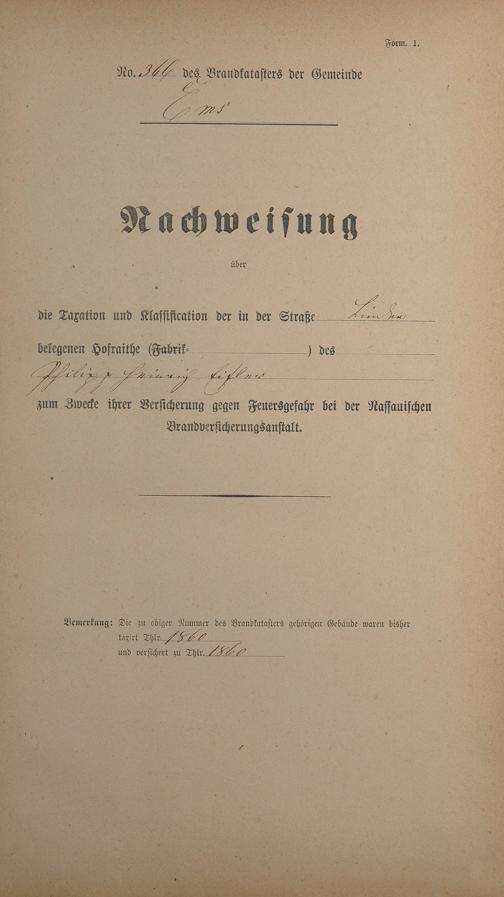 Form. 1.
No. 366 des Brandkatasters der Gemeinde
Ems
Nachweisung
über
die Taxation und Klassification der in der Straße
belegenen Hofraithe (Fabrik- ) des
Philipp Heinrich Eifler
zum Zwecke ihrer Versicherung gegen Feuersgefahr bei der Nassauischen
Brandversicherungsanstalt.
Bemerkung: Die zu obiger Nummer des Brandkatasters gehörigen Gebäude waren bisher
taxirt Thlr. 1860
und versichert zu Thlr. 1860